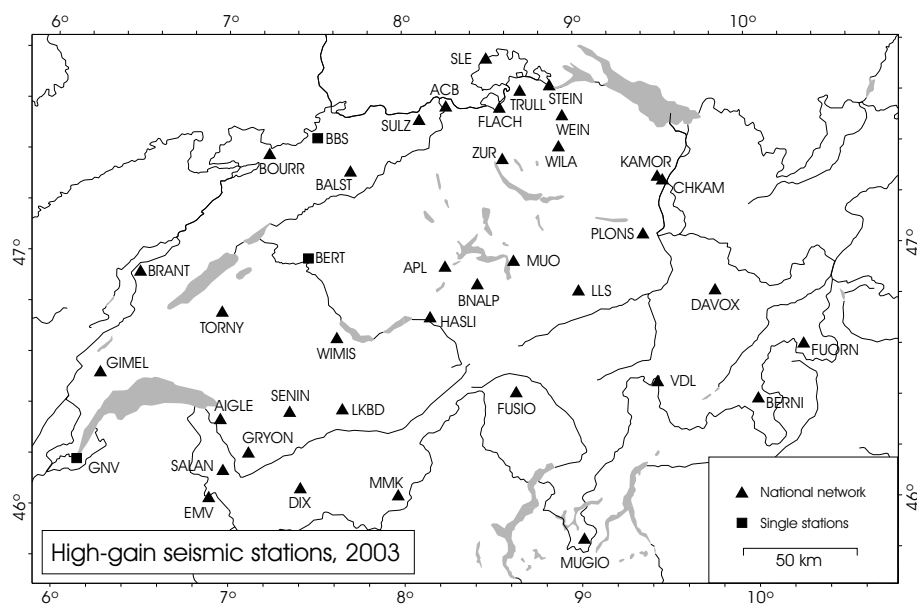 6° 7° 8° 9° 10°
SLE
ACB
TRULL
STEIN
SULZ
FLACH
WEIN
BBS
BOURR
ZUR
WILA
KAMOR
BALST
CHKAM
47°
47°
PLONS
BERT
BRANT
APL
MUO
BNALP
LLS
DAVOX
TORNY
HASLI
WIMIS
FUORN
GIMEL
VDL
SENIN
LKBD
FUSIO
BERNI
AIGLE
GRYON
GNV
SALAN
MMK
DIX
EMV
46°
46°
National network
Single stations
50 km
High-gain seismic stations, 2003
MUGIO
6° 7° 8° 9° 10°